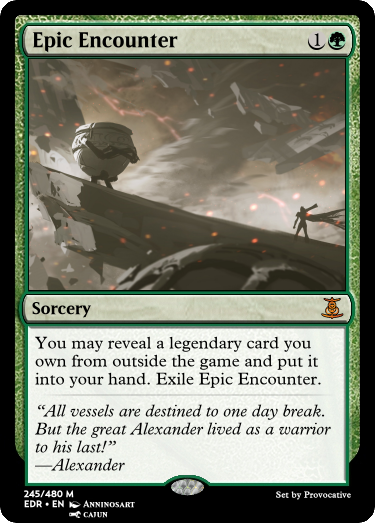 Epic Encounter 1
Sorcery
You may reveal a legendary card you
own from outside the game and put it
into your hand. Exile Epic Encounter.
“All vessels are destined to one day break.
But the great Alexander lived as a warrior
to his last!”
—Alexander
245/480 M
EDR • EN Anninosart
Cajun
Set by Provocative